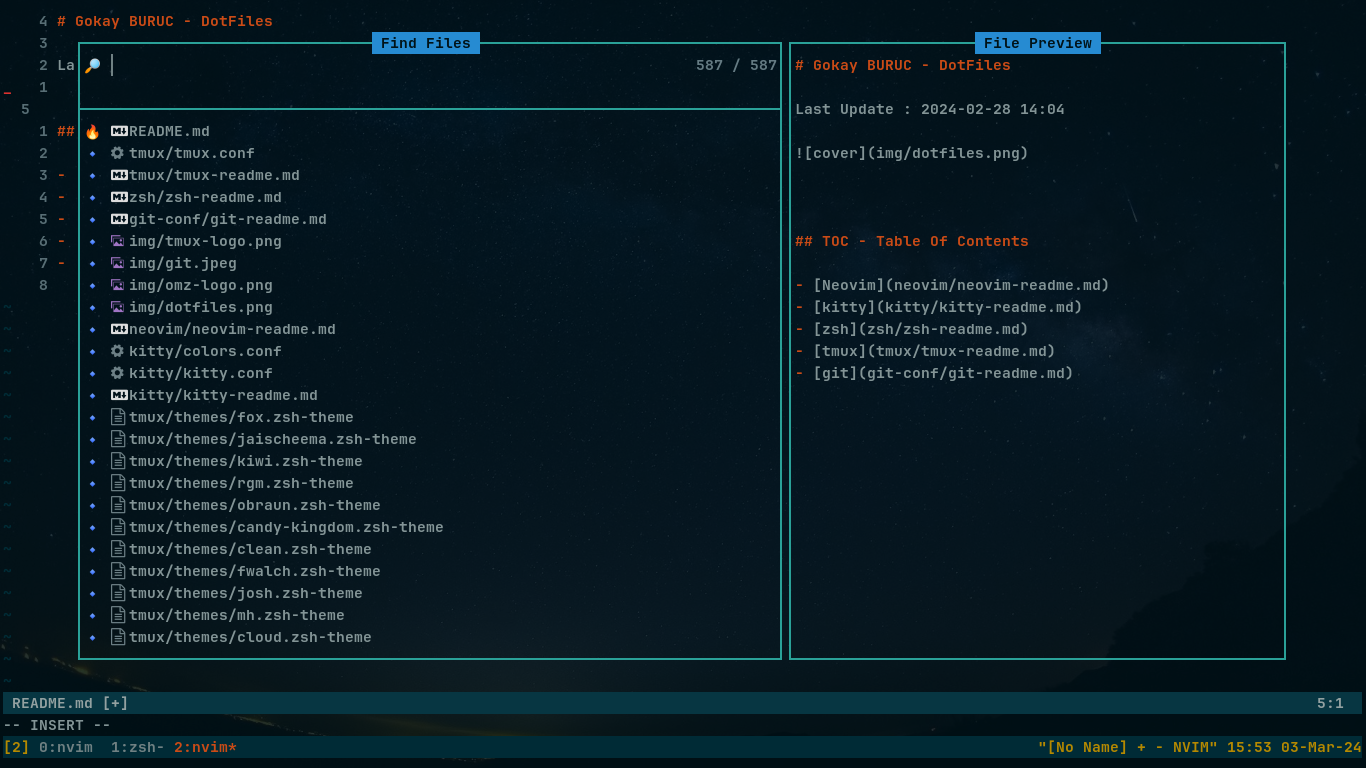 4 # Gokay BURUC - DotFiles
3
2 La
1
5
1 ##
2
3 -
4 -
5 -
6 -
7 -
8
Find Files
587 / 587
README.md
tmux/tmux.conf
tmux/tmux-readme.md
zsh/zsh-readme.md
git-conf/git-readme.md
img/tmux-logo.png
img/git.jpeg
img/omz-logo.png
img/dotfiles.png
neovim/neovim-readme.md
kitty/colors.conf
kitty/kitty.conf
kitty/kitty-readme.md
tmux/themes/fox.zsh-theme
tmux/themes/jaischeema.zsh-theme
tmux/themes/kiwi.zsh-theme
tmux/themes/rgm.zsh-theme
tmux/themes/obraun.zsh-theme
tmux/themes/candy-kingdom.zsh-theme
tmux/themes/clean.zsh-theme
tmux/themes/fwalch.zsh-theme
tmux/themes/josh.zsh-theme
tmux/themes/mh.zsh-theme
tmux/themes/cloud.zsh-theme
File Preview
# Gokay BURUC - DotFiles
Last Update : 2024-02-28 14:04
![cover](img/dotfiles.png)
## TOC - Table Of Contents
- [Neovim](neovim/neovim-readme.md)
- [kitty](kitty/kitty-readme.md)
- [zsh](zsh/zsh-readme.md)
- [tmux](tmux/tmux-readme.md)
- [git](git-conf/git-readme.md)
README.md [+] 5:1
-- INSERT --
[2] 0:nvim 1:zsh- 2:nvim* "[No Name] + - NVIM" 15:53 03-Mar-24